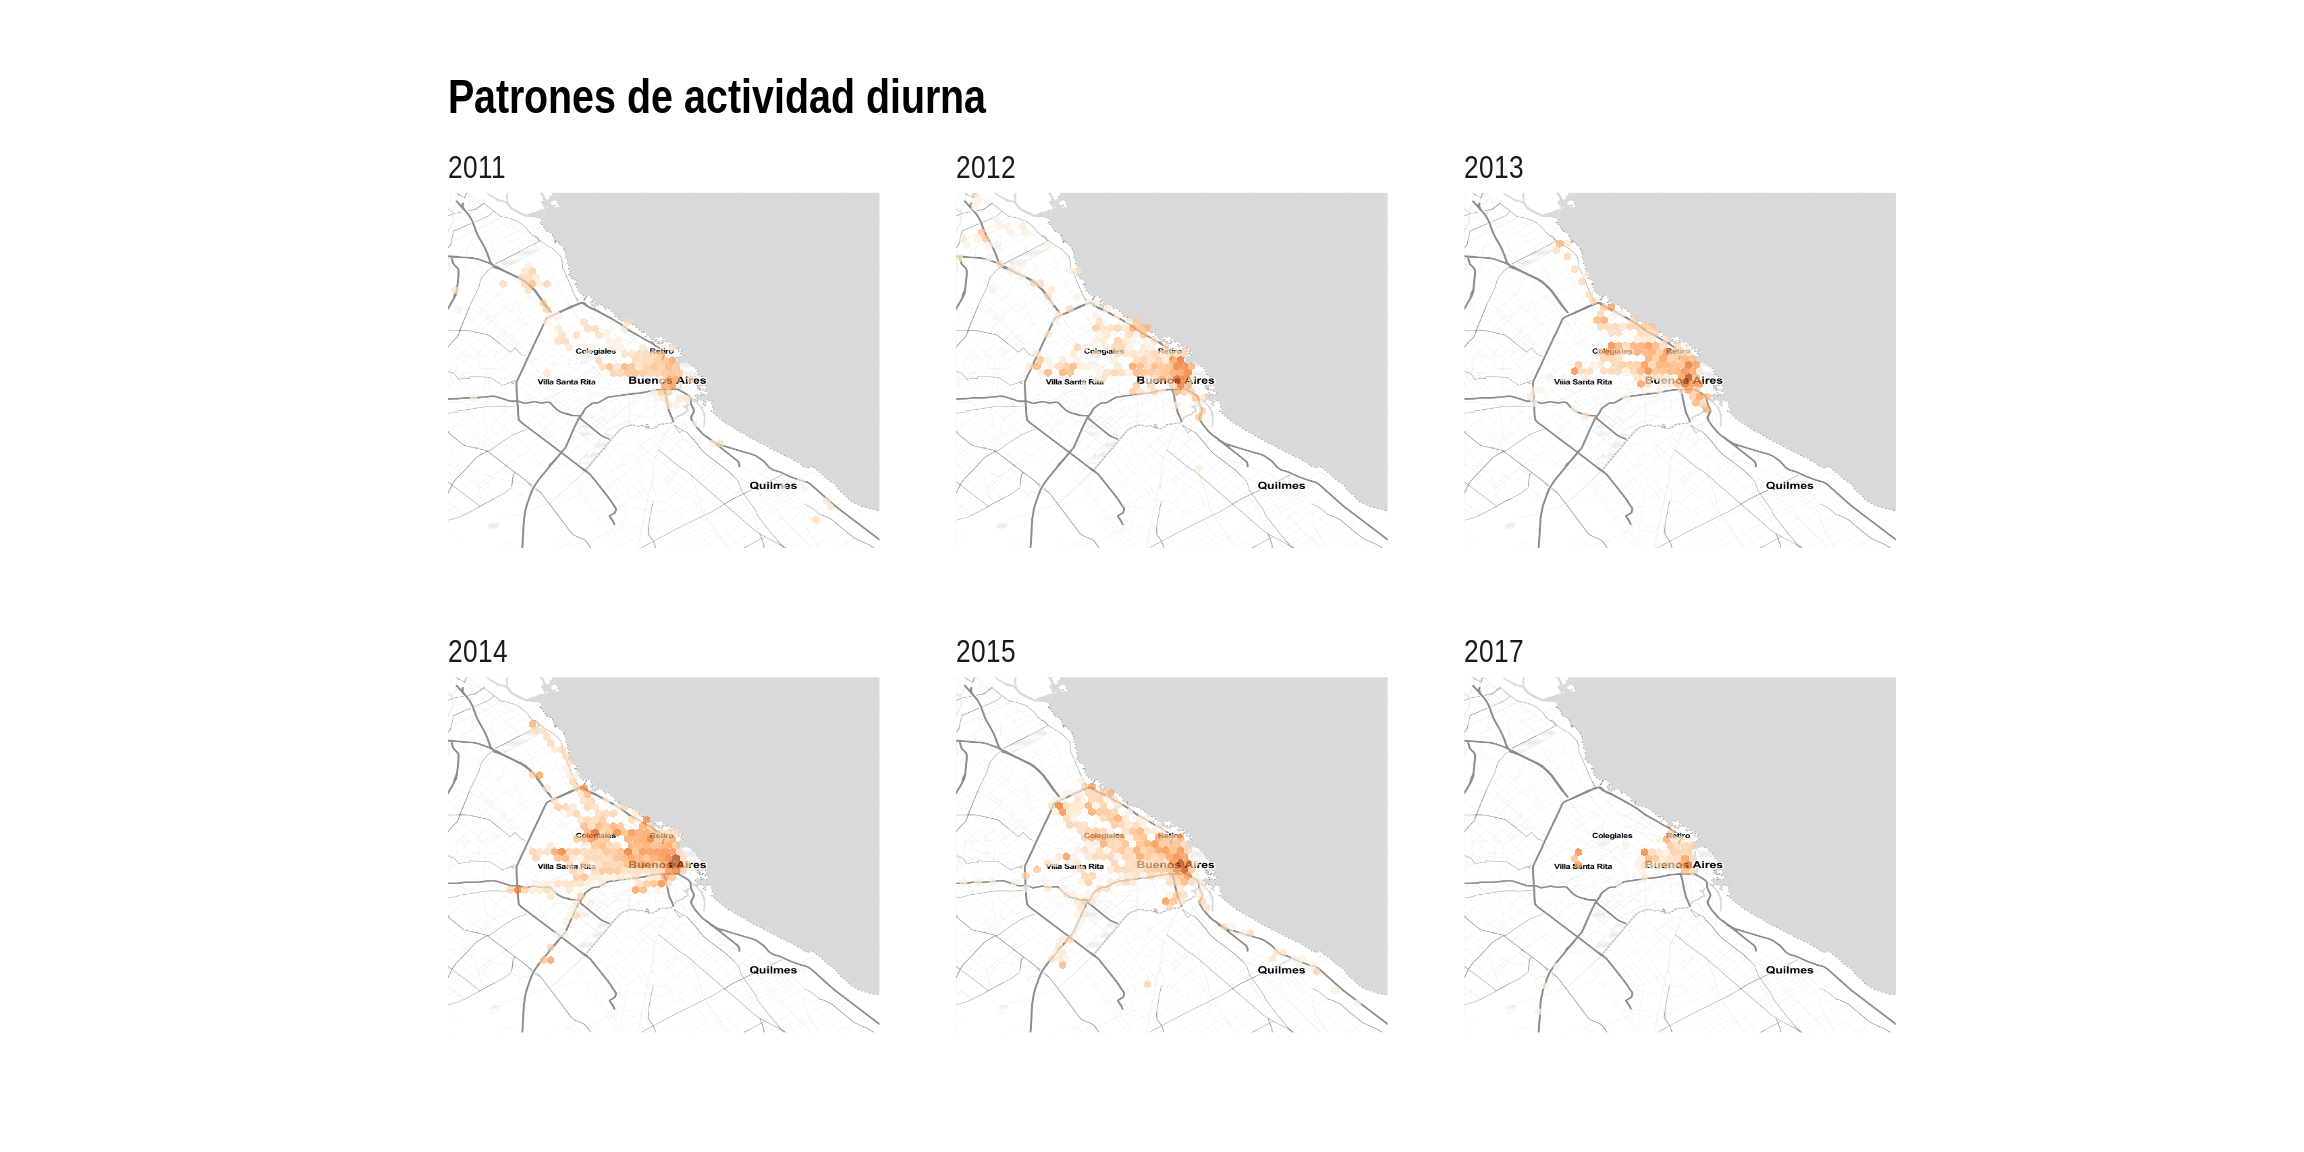 Patrones de actividad diurna
2011
2012
2013
Colegiales
Retiro
Villa Santa Rita
Buenos Aires
Quilmes
Colegiales
Retiro
Villa Santa Rita
Buenos Aires
Quilmes
Colegiales
Retiro
Villa Santa Rita
Buenos Aires
Quilmes
2014
2015
2017
Colegiales
Retiro
Villa Santa Rita
Buenos Aires
Quilmes
Colegiales
Retiro
Villa Santa Rita
Buenos Aires
Quilmes
Colegiales
Retiro
Villa Santa Rita
Buenos Aires
Quilmes